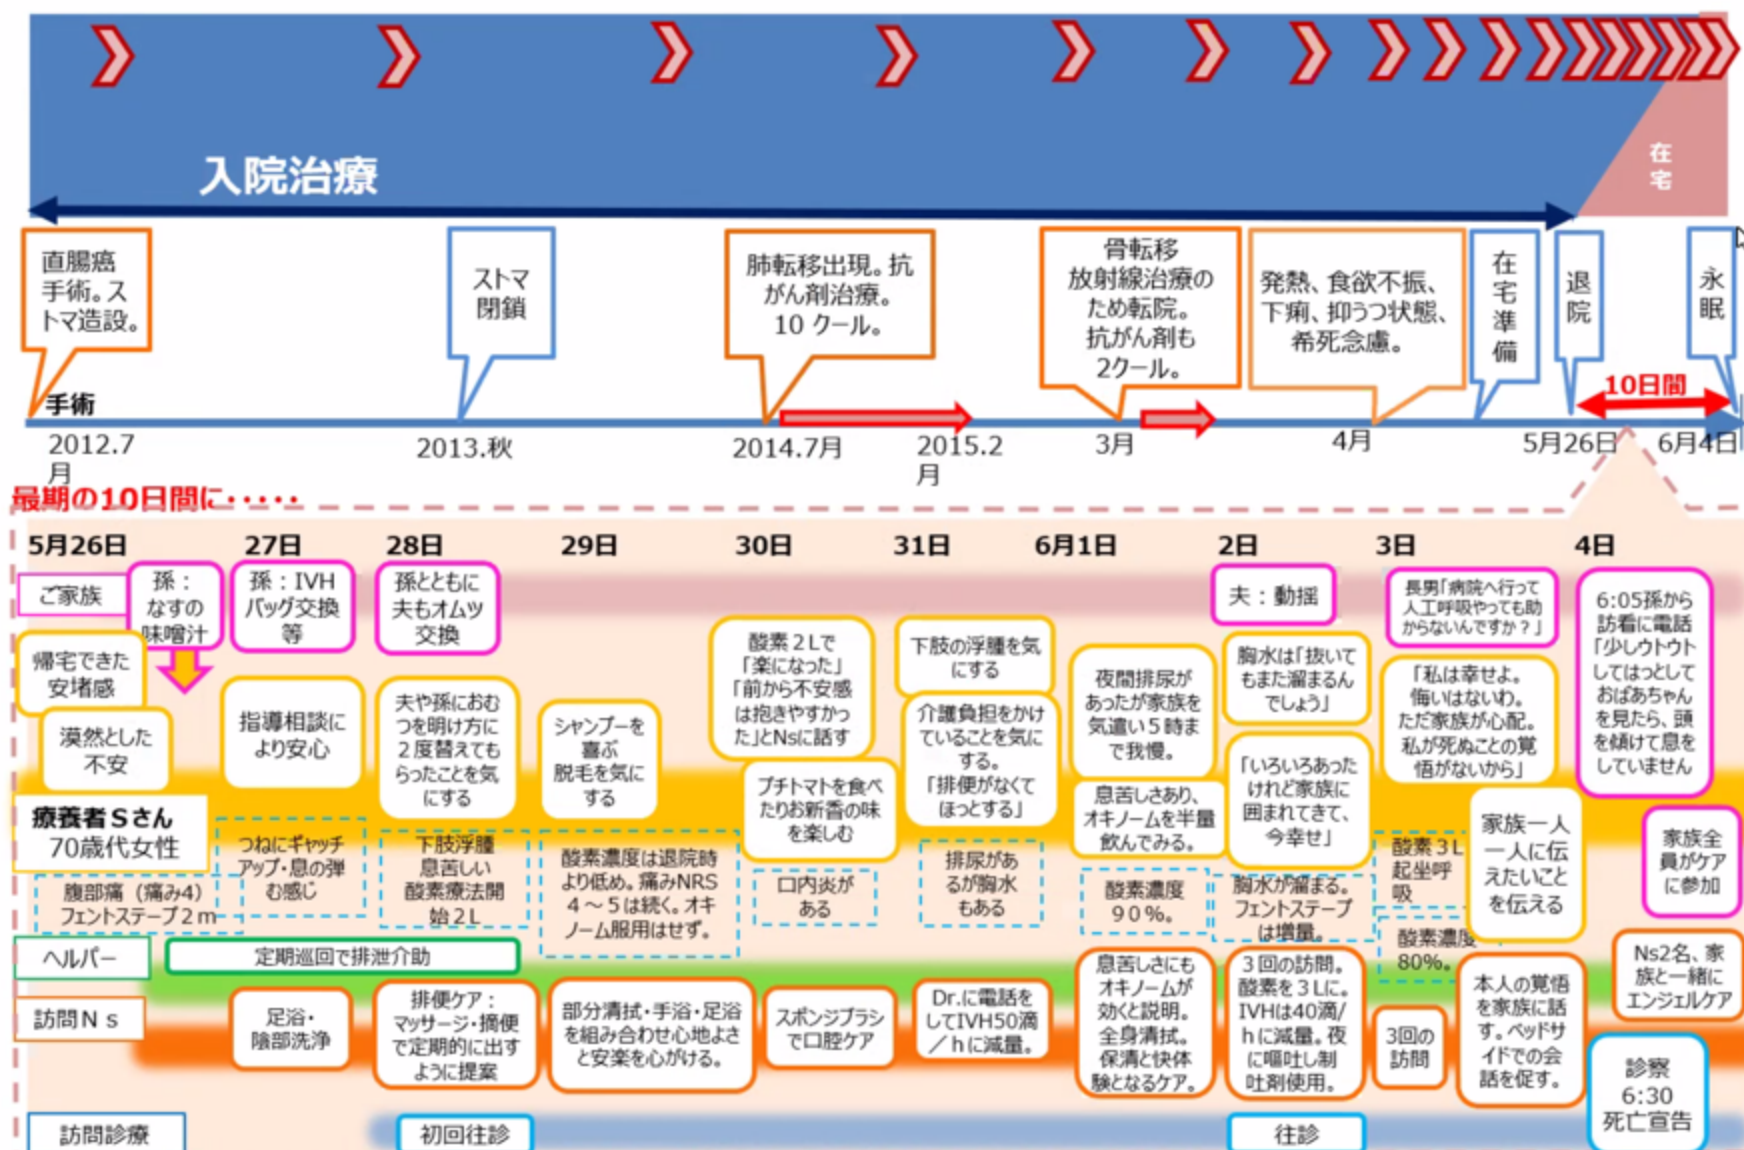 入院治療
在
宅
直腸癌
手術。ス
トマ造設。
ストマ
閉鎖
肺転移出現。抗
がん剤治療。
10 クール。
骨転移
放射線治療の
ため転院。
抗がん剤も
2クール。
発熱、食欲不振、
下痢、抑うつ状態、
希死念慮。
在
宅
準
備
退
院
永
眠
10日間
手術
2012.7
月
2013.秋
2014.7月
2015.2
月
3月
4月
5月26日
6月4日
最期の10日間に・・・・・
5月26日
27日
28日
29日
30日
31日
6月1日
2日
3日
4日
ご家族
孫：
なすの
味噌汁
孫：IVH
バッグ交換
等
孫とともに
夫もオムツ
交換
夫：動揺
長男「病院へ行って
人工呼吸やっても助
からないんですか？」
6:05孫から
訪看に電話
「少しウトウト
してはっとして
おばあちゃん
を見たら、頭
を傾けて息を
していません
帰宅できた
安堵感
漠然とした
不安
指導相談に
より安心
夫や孫におむ
つを明け方に
２度替えても
らったことを気
にする
シャンプーを
喜ぶ
脱毛を気に
する
酸素２Lで
「楽になった」
「前から不安感
は抱きやすかっ
た」とNsに話す
プチトマトを食べ
たりお新香の味
を楽しむ
下肢の浮腫を気
にする
介護負担をかけ
ていることを気に
する。
「排便がなくて
ほっとする」
夜間排尿が
あったが家族を
気遣い５時ま
で我慢。
息苦しさあり、
オキノームを半量
飲んでみる。
胸水は「抜いて
もまた溜まるん
でしょう」
「いろいろあった
けれど家族に
囲まれてきて、
今幸せ」
「私は幸せよ。
悔いはないわ。
ただ家族が心配。
私が死ぬことの覚
悟がないから」
家族一人
一人に伝
えたいこと
を伝える
家族全
員がケア
に参加
療養者Ｓさん
70歳代女性
腹部痛（痛み4）
フェントステープ２ｍ
つねにギャッチ
アップ・息の弾
む感じ
下肢浮腫
息苦しい
酸素療法開
始２L
酸素濃度は退院時
より低め。痛みNRS
４～５は続く。オキ
ノーム服用はせず。
口内炎が
ある
排尿があ
るが胸水
もある
酸素濃度
９０％。
胸水が溜まる。
フェントステープ
は増量。
酸素３L
起坐呼
吸
酸素濃度
80％。
ヘルパー
定期巡回で排泄介助
訪問Ｎｓ
足浴・
陰部洗浄
排便ケア：
マッサージ・摘便
で定期的に出す
ように提案
部分清拭・手浴・足浴
を組み合わせ心地よさ
と安楽を心がける。
スポンジブラシ
で口腔ケア
Dr.に電話を
してIVH50滴
／ｈに減量。
息苦しさにも
オキノームが
効くと説明。
全身清拭。
保清と快体
験となるケア。
３回の訪問。
酸素を３Lに。
IVHは40滴/
ｈに減量。夜
に嘔吐し制
吐剤使用。
3回の
訪問
本人の覚悟
を家族に話
す。ベッドサ
イドでの会
話を促す。
Ns2名、家
族と一緒に
エンジェルケア
訪問診療
初回往診
往診
診察
6:30
死亡宣告